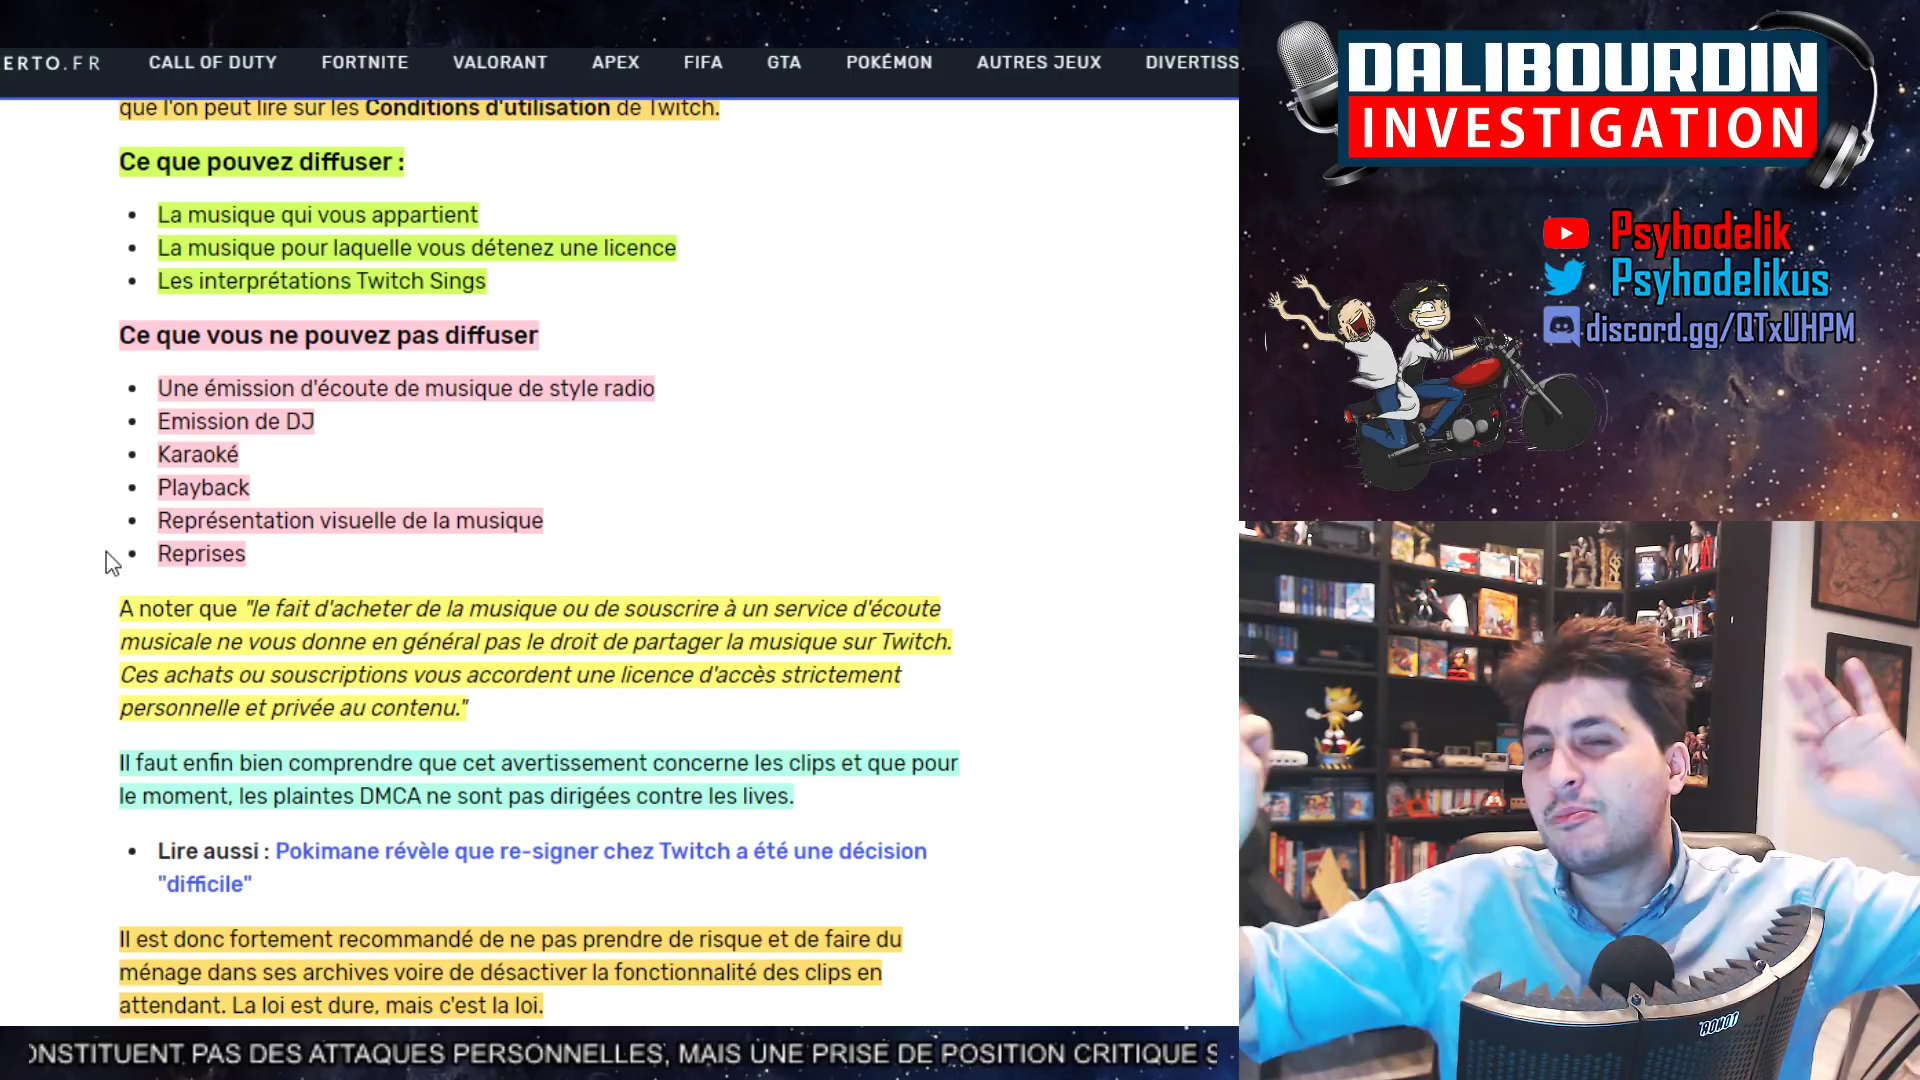 ERTO.FR CALL OF DUTY FORTNITE VALORANT APEX FIFA GTA POKÉMON AUTRES JEUX DIVERTISS
que l'on peut lire sur les Conditions d'utilisation de Twitch.
Ce que pouvez diffuser :
• La musique qui vous appartient
• La musique pour laquelle vous détenez une licence
• Les interprétations Twitch Sings
Ce que vous ne pouvez pas diffuser
• Une émission d'écoute de musique de style radio
• Emission de DJ
• Karaoké
• Playback
• Représentation visuelle de la musique
• Reprises
A noter que "le fait d'acheter de la musique ou de souscrire à un service d'écoute
musicale ne vous donne en général pas le droit de partager la musique sur Twitch.
Ces achats ou souscriptions vous accordent une licence d'accès strictement
personnelle et privée au contenu."
Il faut enfin bien comprendre que cet avertissement concerne les clips et que pour
le moment, les plaintes DMCA ne sont pas dirigées contre les lives.
• Lire aussi : Pokimane révèle que re-signer chez Twitch a été une décision
"difficile"
Il est donc fortement recommandé de ne pas prendre de risque et de faire du
ménage dans ses archives voire de désactiver la fonctionnalité des clips en
attendant. La loi est dure, mais c'est la loi.
ONSTITUENT PAS DES ATTAQUES PERSONNELLES, MAIS UNE PRISE DE POSITION CRITIQUE S
DALIBOURDIN
INVESTIGATION
Psyhodelik
Psyhodelikus
discord.gg/QTxUHPM